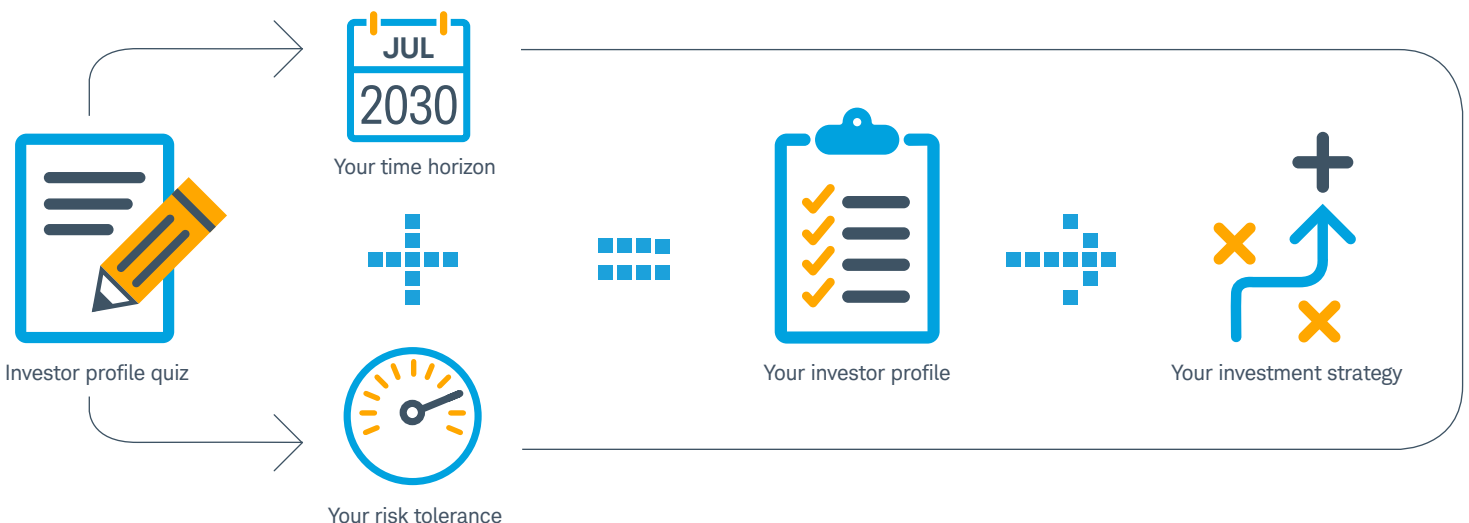 JUL
2030
Your time horizon
Investor profile quiz
Your investor profile
Your investment strategy
Your risk tolerance